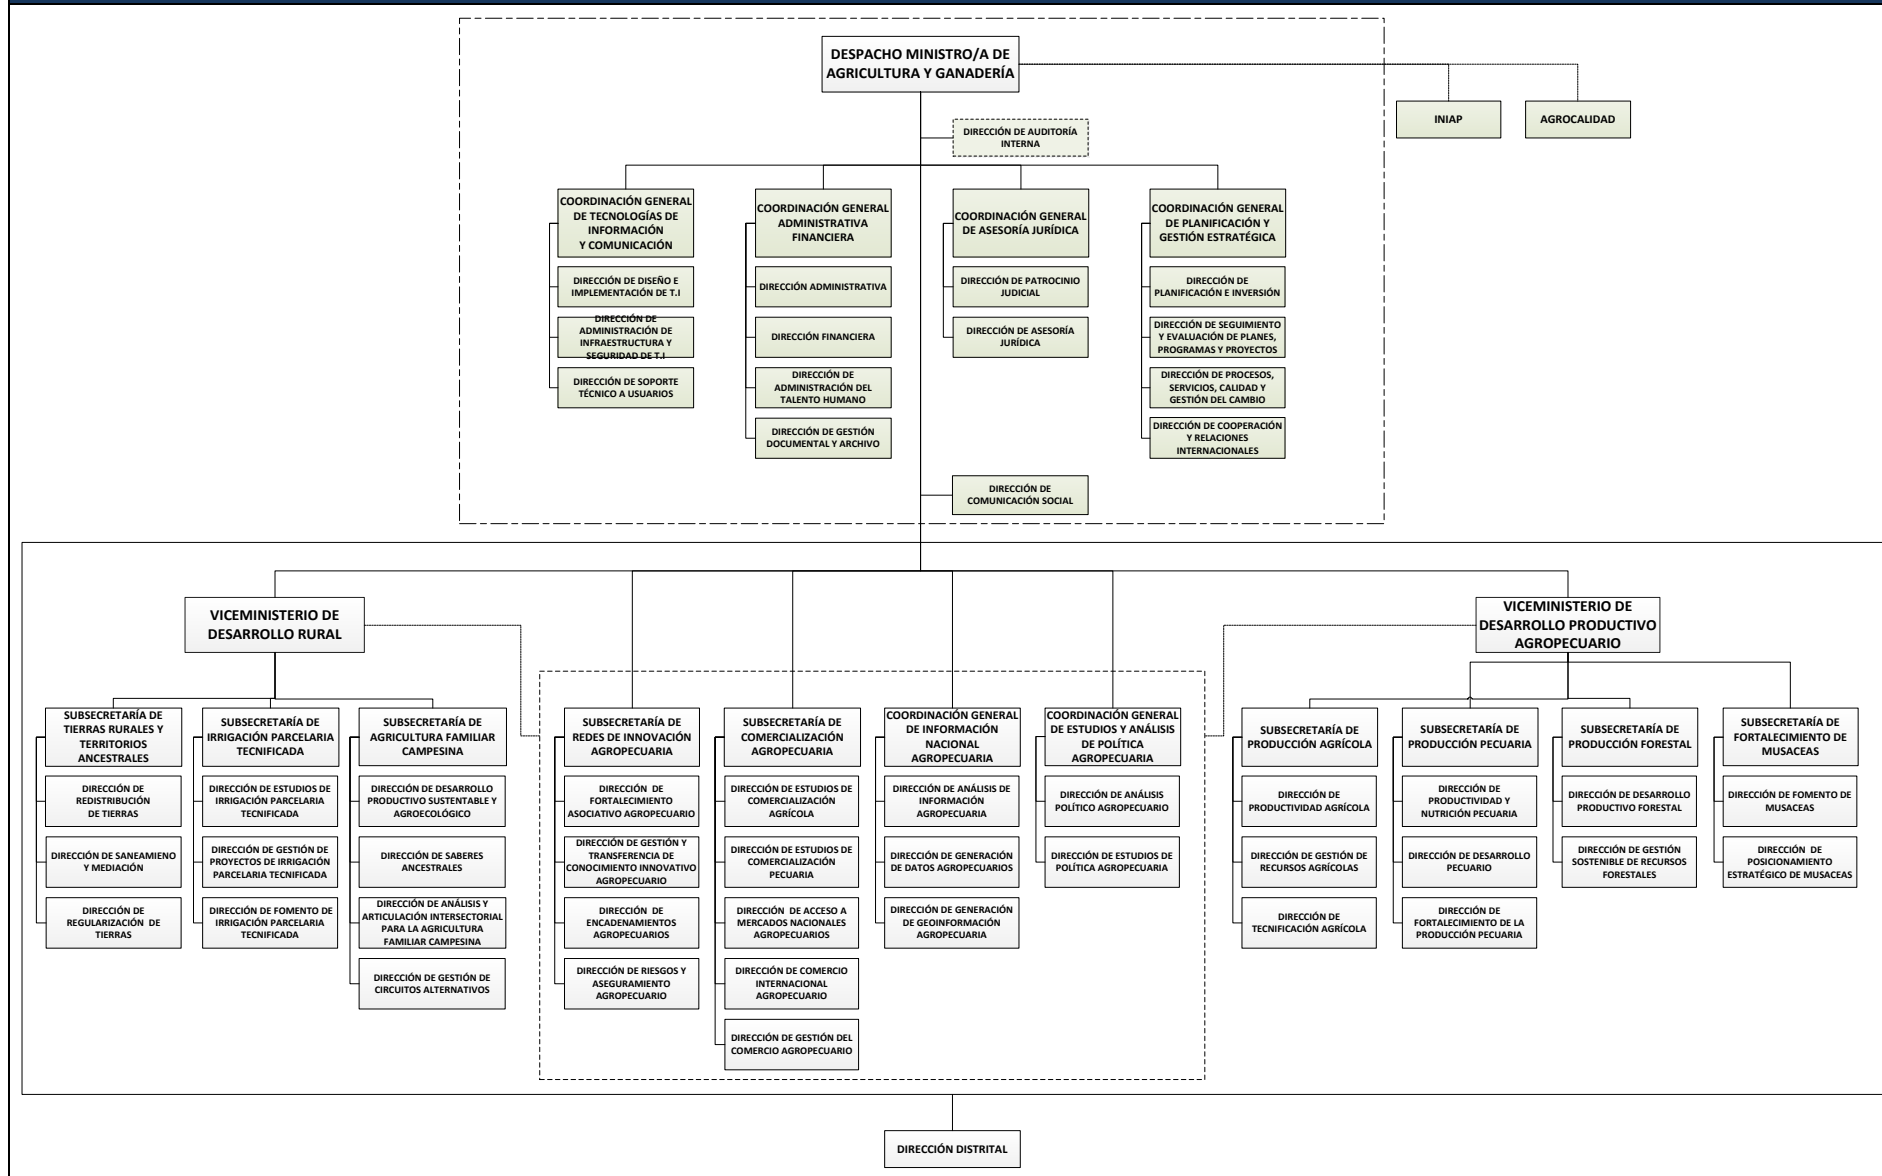 DESPACHO MINISTRO/A DE
AGRICULTURA Y GANADERÍA
INIAP
AGROCALIDAD
DIRECCIÓN DE AUDITORÍA
INTERNA
COORDINACIÓN GENERAL
DE TECNOLOGÍAS DE
INFORMACIÓN
Y COMUNICACIÓN
DIRECCIÓN DE DISEÑO E
IMPLEMENTACIÓN DE T.I
DIRECCIÓN DE
ADMINISTRACIÓN DE
INFRAESTRUCTURA Y
SEGURIDAD DE T.I
DIRECCIÓN DE SOPORTE
TÉCNICO A USUARIOS
COORDINACIÓN GENERAL
ADMINISTRATIVA
FINANCIERA
DIRECCIÓN ADMINISTRATIVA
DIRECCIÓN FINANCIERA
DIRECCIÓN DE
ADMINISTRACIÓN DEL
TALENTO HUMANO
DIRECCIÓN DE GESTIÓN
DOCUMENTAL Y ARCHIVO
COORDINACIÓN GENERAL
DE ASESORÍA JURÍDICA
DIRECCIÓN DE PATROCINIO
JUDICIAL
DIRECCIÓN DE ASESORÍA
JURÍDICA
COORDINACIÓN GENERAL
DE PLANIFICACIÓN Y
GESTIÓN ESTRATÉGICA
DIRECCIÓN DE
PLANIFICACIÓN E INVERSIÓN
DIRECCIÓN DE SEGUIMIENTO
Y EVALUACIÓN DE PLANES,
PROGRAMAS Y PROYECTOS
DIRECCIÓN DE PROCESOS,
SERVICIOS, CALIDAD Y
GESTIÓN DEL CAMBIO
DIRECCIÓN DE COOPERACIÓN
Y RELACIONES
INTERNACIONALES
DIRECCIÓN DE
COMUNICACIÓN SOCIAL
VICEMINISTERIO DE
DESARROLLO RURAL
VICEMINISTERIO DE
DESARROLLO PRODUCTIVO
AGROPECUARIO
SUBSECRETARÍA DE
TIERRAS RURALES Y
TERRITORIOS
ANCESTRALES
DIRECCIÓN DE
REDISTRIBUCIÓN
DE TIERRAS
DIRECCIÓN DE SANEAMIENO
Y MEDIACIÓN
DIRECCIÓN DE
REGULARIZACIÓN DE
TIERRAS
SUBSECRETARÍA DE
IRRIGACIÓN PARCELARIA
TECNIFICADA
DIRECCIÓN DE ESTUDIOS DE
IRRIGACIÓN PARCELARIA
TECNIFICADA
DIRECCIÓN DE GESTIÓN DE
PROYECTOS DE IRRIGACIÓN
PARCELARIA TECNIFICADA
DIRECCIÓN DE FOMENTO DE
IRRIGACIÓN PARCELARIA
TECNIFICADA
SUBSECRETARÍA DE
AGRICULTURA FAMILIAR
CAMPESINA
DIRECCIÓN DE DESARROLLO
PRODUCTIVO SUSTENTABLE Y
AGROECOLÓGICO
DIRECCIÓN DE SABERES
ANCESTRALES
DIRECCIÓN DE ANÁLISIS Y
ARTICULACIÓN INTERSECTORIAL
PARA LA AGRICULTURA
FAMILIAR CAMPESINA
DIRECCIÓN DE GESTIÓN DE
CIRCUITOS ALTERNATIVOS
SUBSECRETARÍA DE
REDES DE INNOVACIÓN
AGROPECUARIA
DIRECCIÓN DE
FORTALECIMIENTO
ASOCIATIVO AGROPECUARIO
DIRECCIÓN DE GESTIÓN Y
TRANSFERENCIA DE
CONOCIMIENTO INNOVATIVO
AGROPECUARIO
DIRECCIÓN DE
ENCADENAMIENTOS
AGROPECUARIOS
DIRECCIÓN DE RIESGOS Y
ASEGURAMIENTO
AGROPECUARIO
SUBSECRETARÍA DE
COMERCIALIZACIÓN
AGROPECUARIA
DIRECCIÓN DE ESTUDIOS DE
COMERCIALIZACIÓN
AGRÍCOLA
DIRECCIÓN DE ESTUDIOS DE
COMERCIALIZACIÓN
PECUARIA
DIRECCIÓN DE ACCESO A
MERCADOS NACIONALES
AGROPECUARIOS
DIRECCIÓN DE COMERCIO
INTERNACIONAL
AGROPECUARIO
DIRECCIÓN DE GESTIÓN DEL
COMERCIO AGROPECUARIO
COORDINACIÓN GENERAL
DE INFORMACIÓN
NACIONAL
AGROPECUARIA
DIRECCIÓN DE ANÁLISIS DE
INFORMACIÓN
AGROPECUARIA
DIRECCIÓN DE GENERACIÓN
DE DATOS AGROPECUARIOS
DIRECCIÓN DE GENERACIÓN
DE GEOINFORMACIÓN
AGROPECUARIA
COORDINACIÓN GENERAL
DE ESTUDIOS Y ANÁLISIS
DE POLÍTICA
AGROPECUARIA
DIRECCIÓN DE ANÁLISIS
POLÍTICO AGROPECUARIO
DIRECCIÓN DE ESTUDIOS DE
POLÍTICA AGROPECUARIA
SUBSECRETARÍA DE
PRODUCCIÓN AGRÍCOLA
DIRECCIÓN DE
PRODUCTIVIDAD AGRÍCOLA
DIRECCIÓN DE GESTIÓN DE
RECURSOS AGRÍCOLAS
DIRECCIÓN DE
TECNIFICACIÓN AGRÍCOLA
SUBSECRETARÍA DE
PRODUCCIÓN PECUARIA
DIRECCIÓN DE
PRODUCTIVIDAD Y
NUTRICIÓN PECUARIA
DIRECCIÓN DE DESARROLLO
PECUARIO
DIRECCIÓN DE
FORTALECIMIENTO DE LA
PRODUCCIÓN PECUARIA
SUBSECRETARÍA DE
PRODUCCIÓN FORESTAL
DIRECCIÓN DE DESARROLLO
PRODUCTIVO FORESTAL
DIRECCIÓN DE GESTIÓN
SOSTENIBLE DE RECURSOS
FORESTALES
SUBSECRETARÍA DE
FORTALECIMIENTO DE
MUSACEAS
DIRECCIÓN DE FOMENTO DE
MUSACEAS
DIRECCIÓN DE
POSICIONAMIENTO
ESTRATÉGICO DE MUSACEAS
DIRECCIÓN DISTRITAL